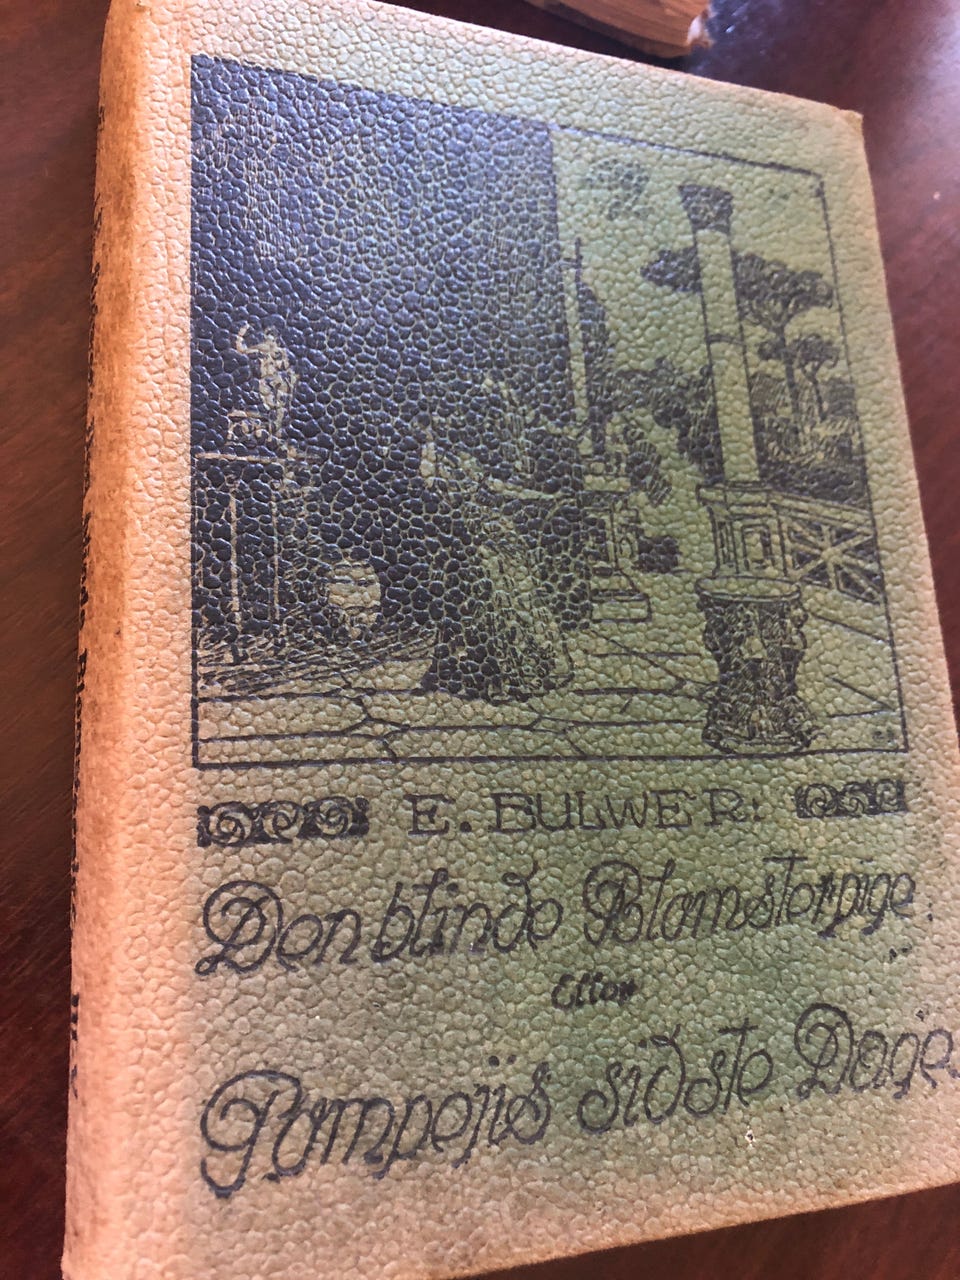 E. BULWER:
Den blinde Blomsterpige
Eller
Pompejis sidste Dage.